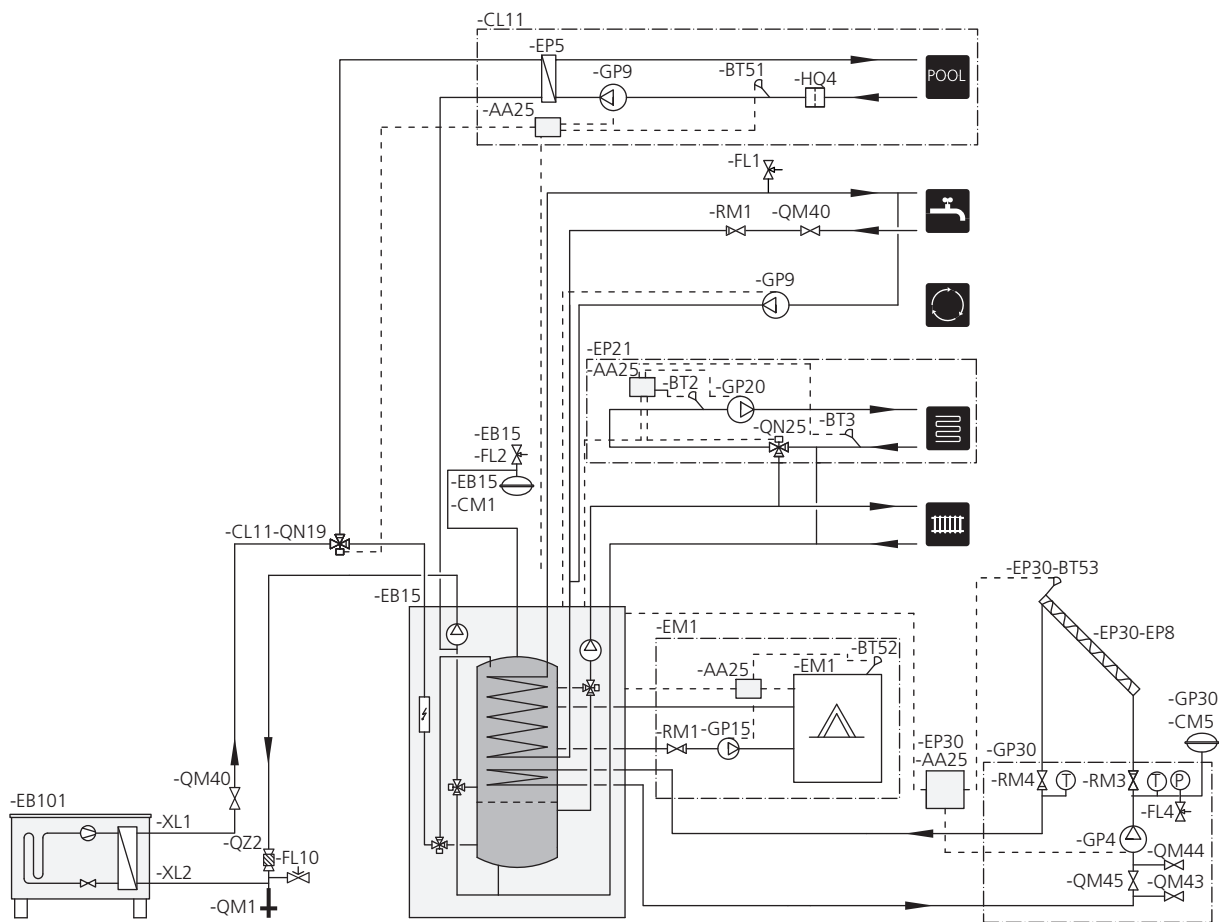 -CL11
-EP5
-GP9
-BT51
-HQ4
POOL
-AA25
-FL1
-RM1
-QM40
-GP9
-EP21
-AA25
-BT2
-GP20
-QN25
-BT3
-EB15
-FL2
-EB15
-CM1
-CL11-QN19
-EB15
-EP30-BT53
-EP30-EP8
-EM1
-BT52
-AA25
-EM1
-RM1
-GP15
-GP30
-CM5
-EP30
-AA25
-GP30
-RM4
T
-RM3
T
P
-FL4
-GP4
-QM44
-QM45
-QM43
-QM40
-EB101
-XL1
-QZ2
-FL10
-XL2
-QM1